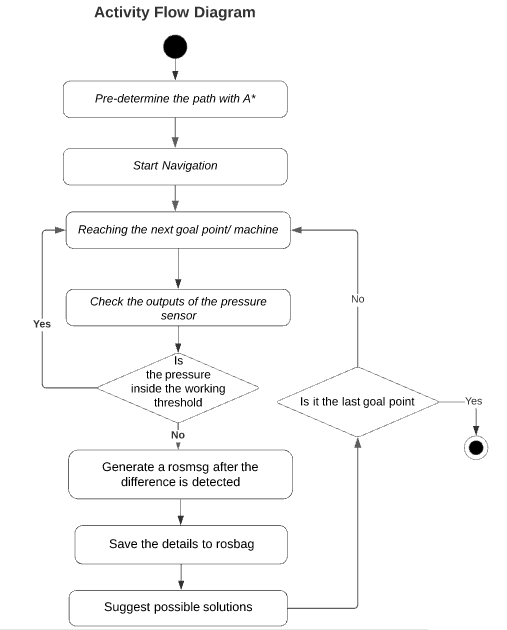 Activity Flow Diagram
Pre-determine the path with A*
Start Navigation
Reaching the next goal point/ machine
Check the outputs of the pressure
sensor
Yes
Is
the pressure
inside the working
threshold
No
Generate a rosmsg after the
difference is detected
Save the details to rosbag
Suggest possible solutions
No
Is it the last goal point
Yes